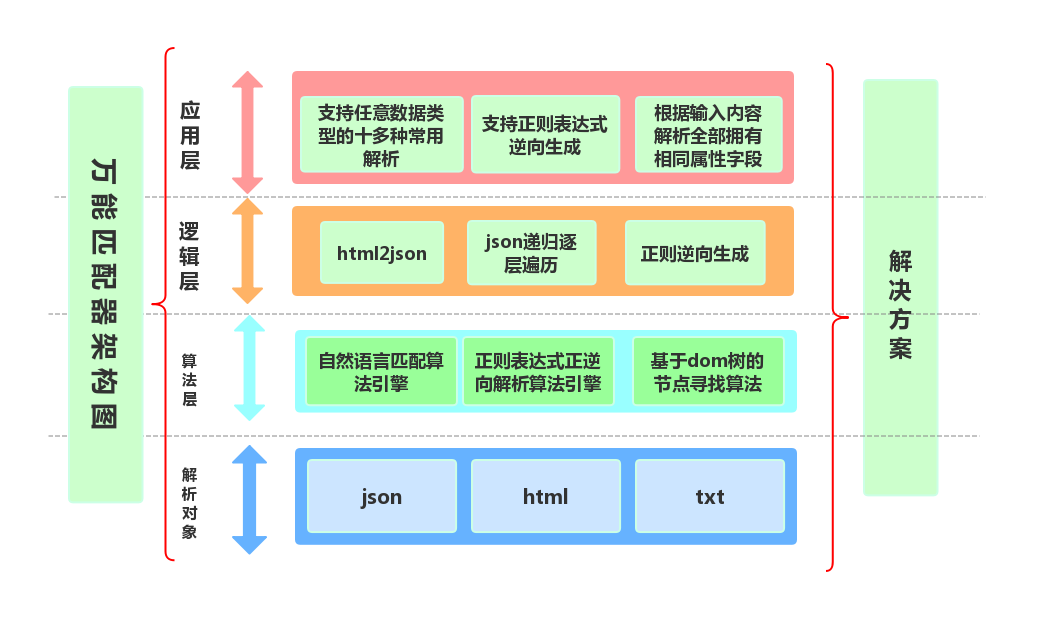 万能匹配器架构图
应用层
支持任意数据类
型的十多种常用
解析
支持正则表达式
逆向生成
根据输入内容
解析全部拥有
相同属性字段
逻辑层
html2json
json递归逐
层遍历
正则逆向生成
算法层
自然语言匹配算
法引擎
正则表达式正逆
向解析算法引擎
基于dom树的
节点寻找算法
解析对象
json
html
txt
解决方案